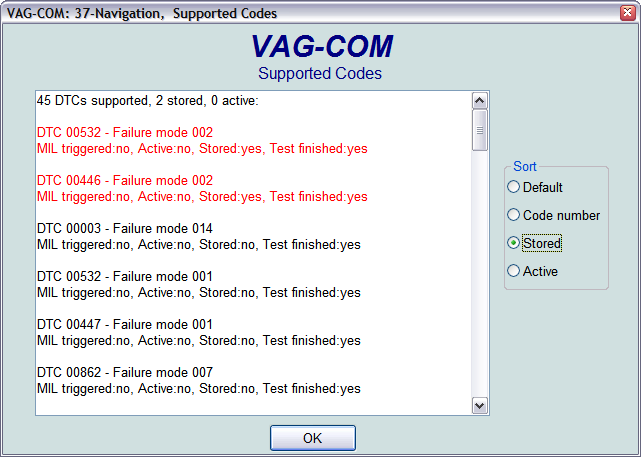 VAG-COM: 37-Navigation, Supported Codes
VAG-COM
Supported Codes
45 DTCs supported, 2 stored, 0 active:
DTC 00532 - Failure mode 002
MIL triggered:no, Active:no, Stored:yes, Test finished:yes
DTC 00446 - Failure mode 002
MIL triggered:no, Active:no, Stored:yes, Test finished:yes
DTC 00003 - Failure mode 014
MIL triggered:no, Active:no, Stored:no, Test finished:yes
DTC 00532 - Failure mode 001
MIL triggered:no, Active:no, Stored:no, Test finished:yes
DTC 00447 - Failure mode 001
MIL triggered:no, Active:no, Stored:no, Test finished:yes
DTC 00862 - Failure mode 007
MIL triggered:no, Active:no, Stored:no, Test finished:yes
Sort
Default
Code number
Stored
Active
OK